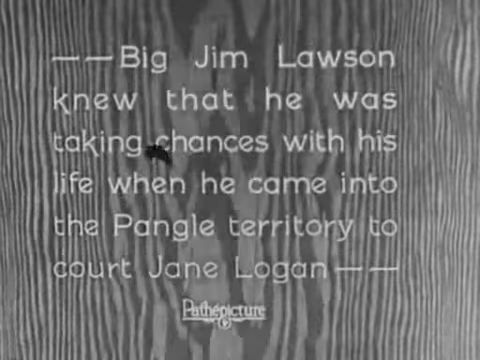 ——Big Jim Lawson
knew that he was
taking chances with his
life when he came into
the Pangle territory to
court Jane Logan——
Pathépicture
P